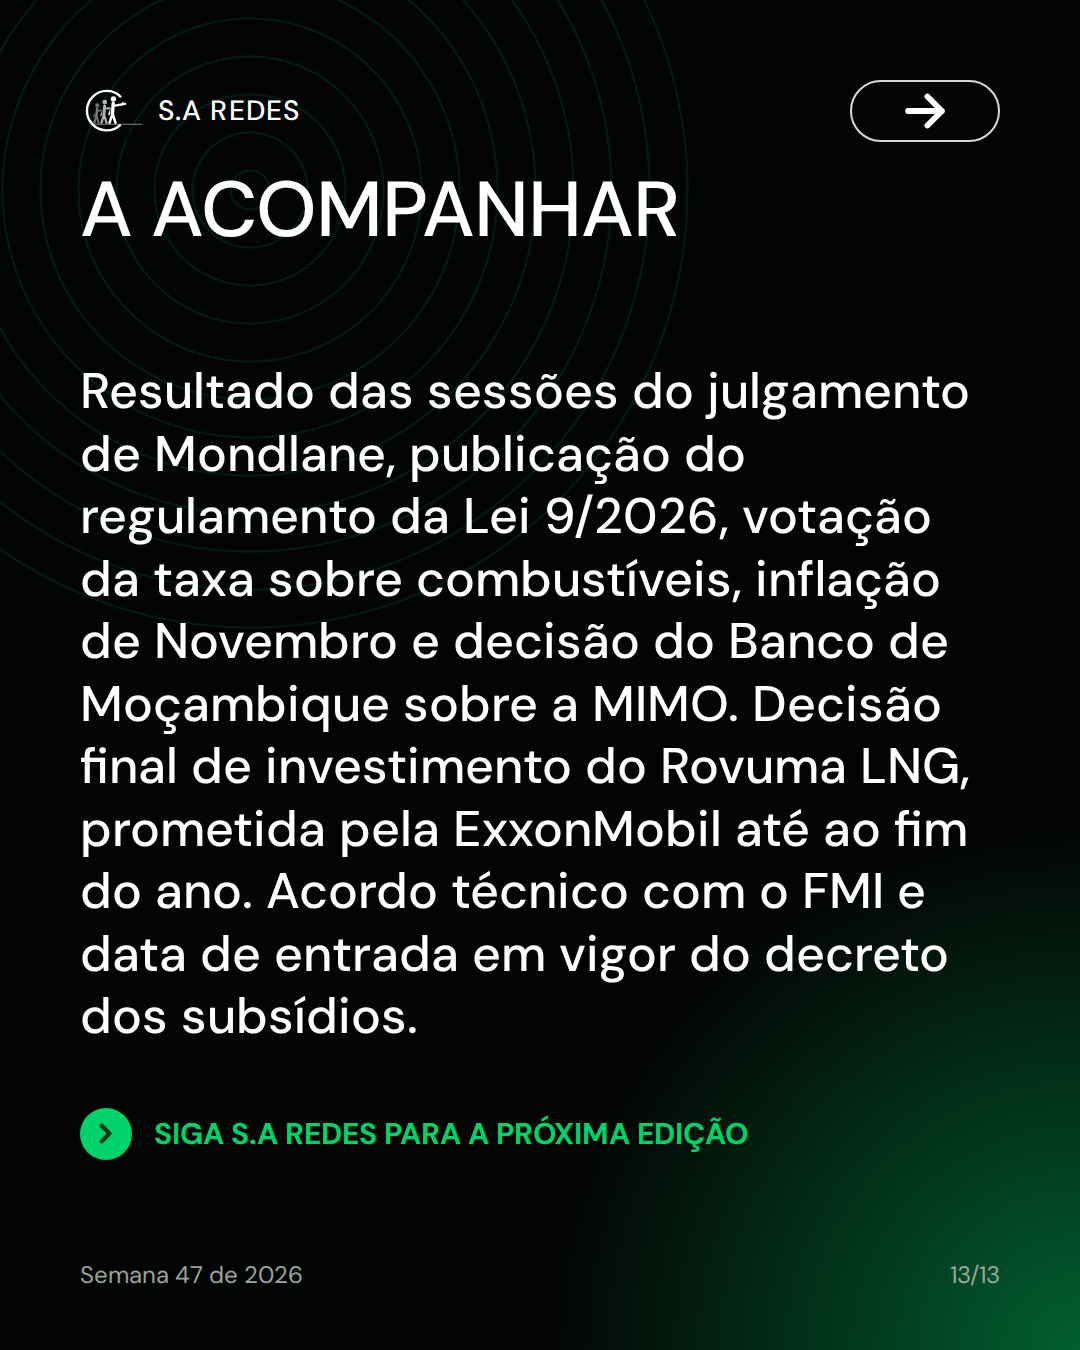 S.A REDES
A ACOMPANHAR
Resultado das sessões do julgamento
de Mondlane, publicação do
regulamento da Lei 9/2026, votação
da taxa sobre combustíveis, inflação
de Novembro e decisão do Banco de
Moçambique sobre a MIMO. Decisão
final de investimento do Rovuma LNG,
prometida pela ExxonMobil até ao fim
do ano. Acordo técnico com o FMI e
data de entrada em vigor do decreto
dos subsídios.
SIGA S.A REDES PARA A PRÓXIMA EDIÇÃO
Semana 47 de 2026
13/13